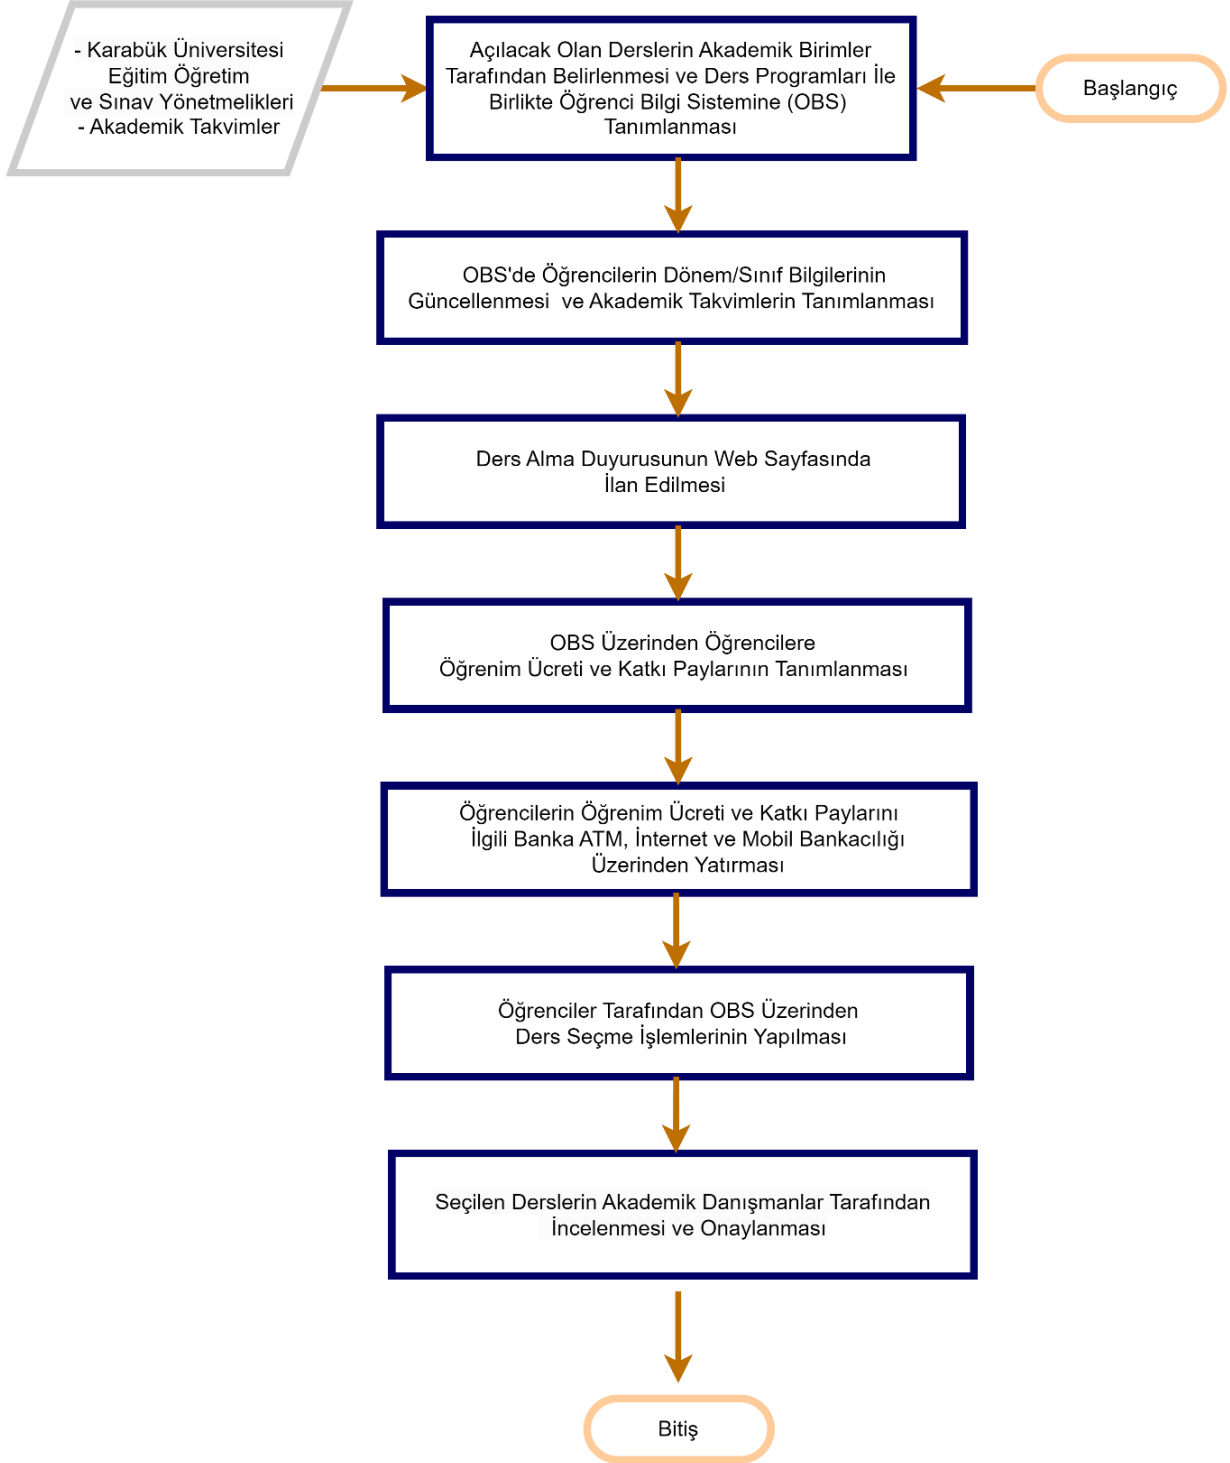 - Karabük Üniversitesi
Eğitim Öğretim
ve Sınav Yönetmelikleri
- Akademik Takvimler
Açılacak Olan Derslerin Akademik Birimler
Tarafından Belirlenmesi ve Ders Programları İle
Birlikte Öğrenci Bilgi Sistemine (OBS)
Tanımlanması
Başlangıç
OBS'de Öğrencilerin Dönem/Sınıf Bilgilerinin
Güncellenmesi ve Akademik Takvimlerin Tanımlanması
Ders Alma Duyurusunun Web Sayfasında
İlan Edilmesi
OBS Üzerinden Öğrencilere
Öğrenim Ücreti ve Katkı Paylarının Tanımlanması
Öğrencilerin Öğrenim Ücreti ve Katkı Paylarını
İlgili Banka ATM, İnternet ve Mobil Bankacılığı
Üzerinden Yatırması
Öğrenciler Tarafından OBS Üzerinden
Ders Seçme İşlemlerinin Yapılması
Seçilen Derslerin Akademik Danışmanlar Tarafından
İncelenmesi ve Onaylanması
Bitiş